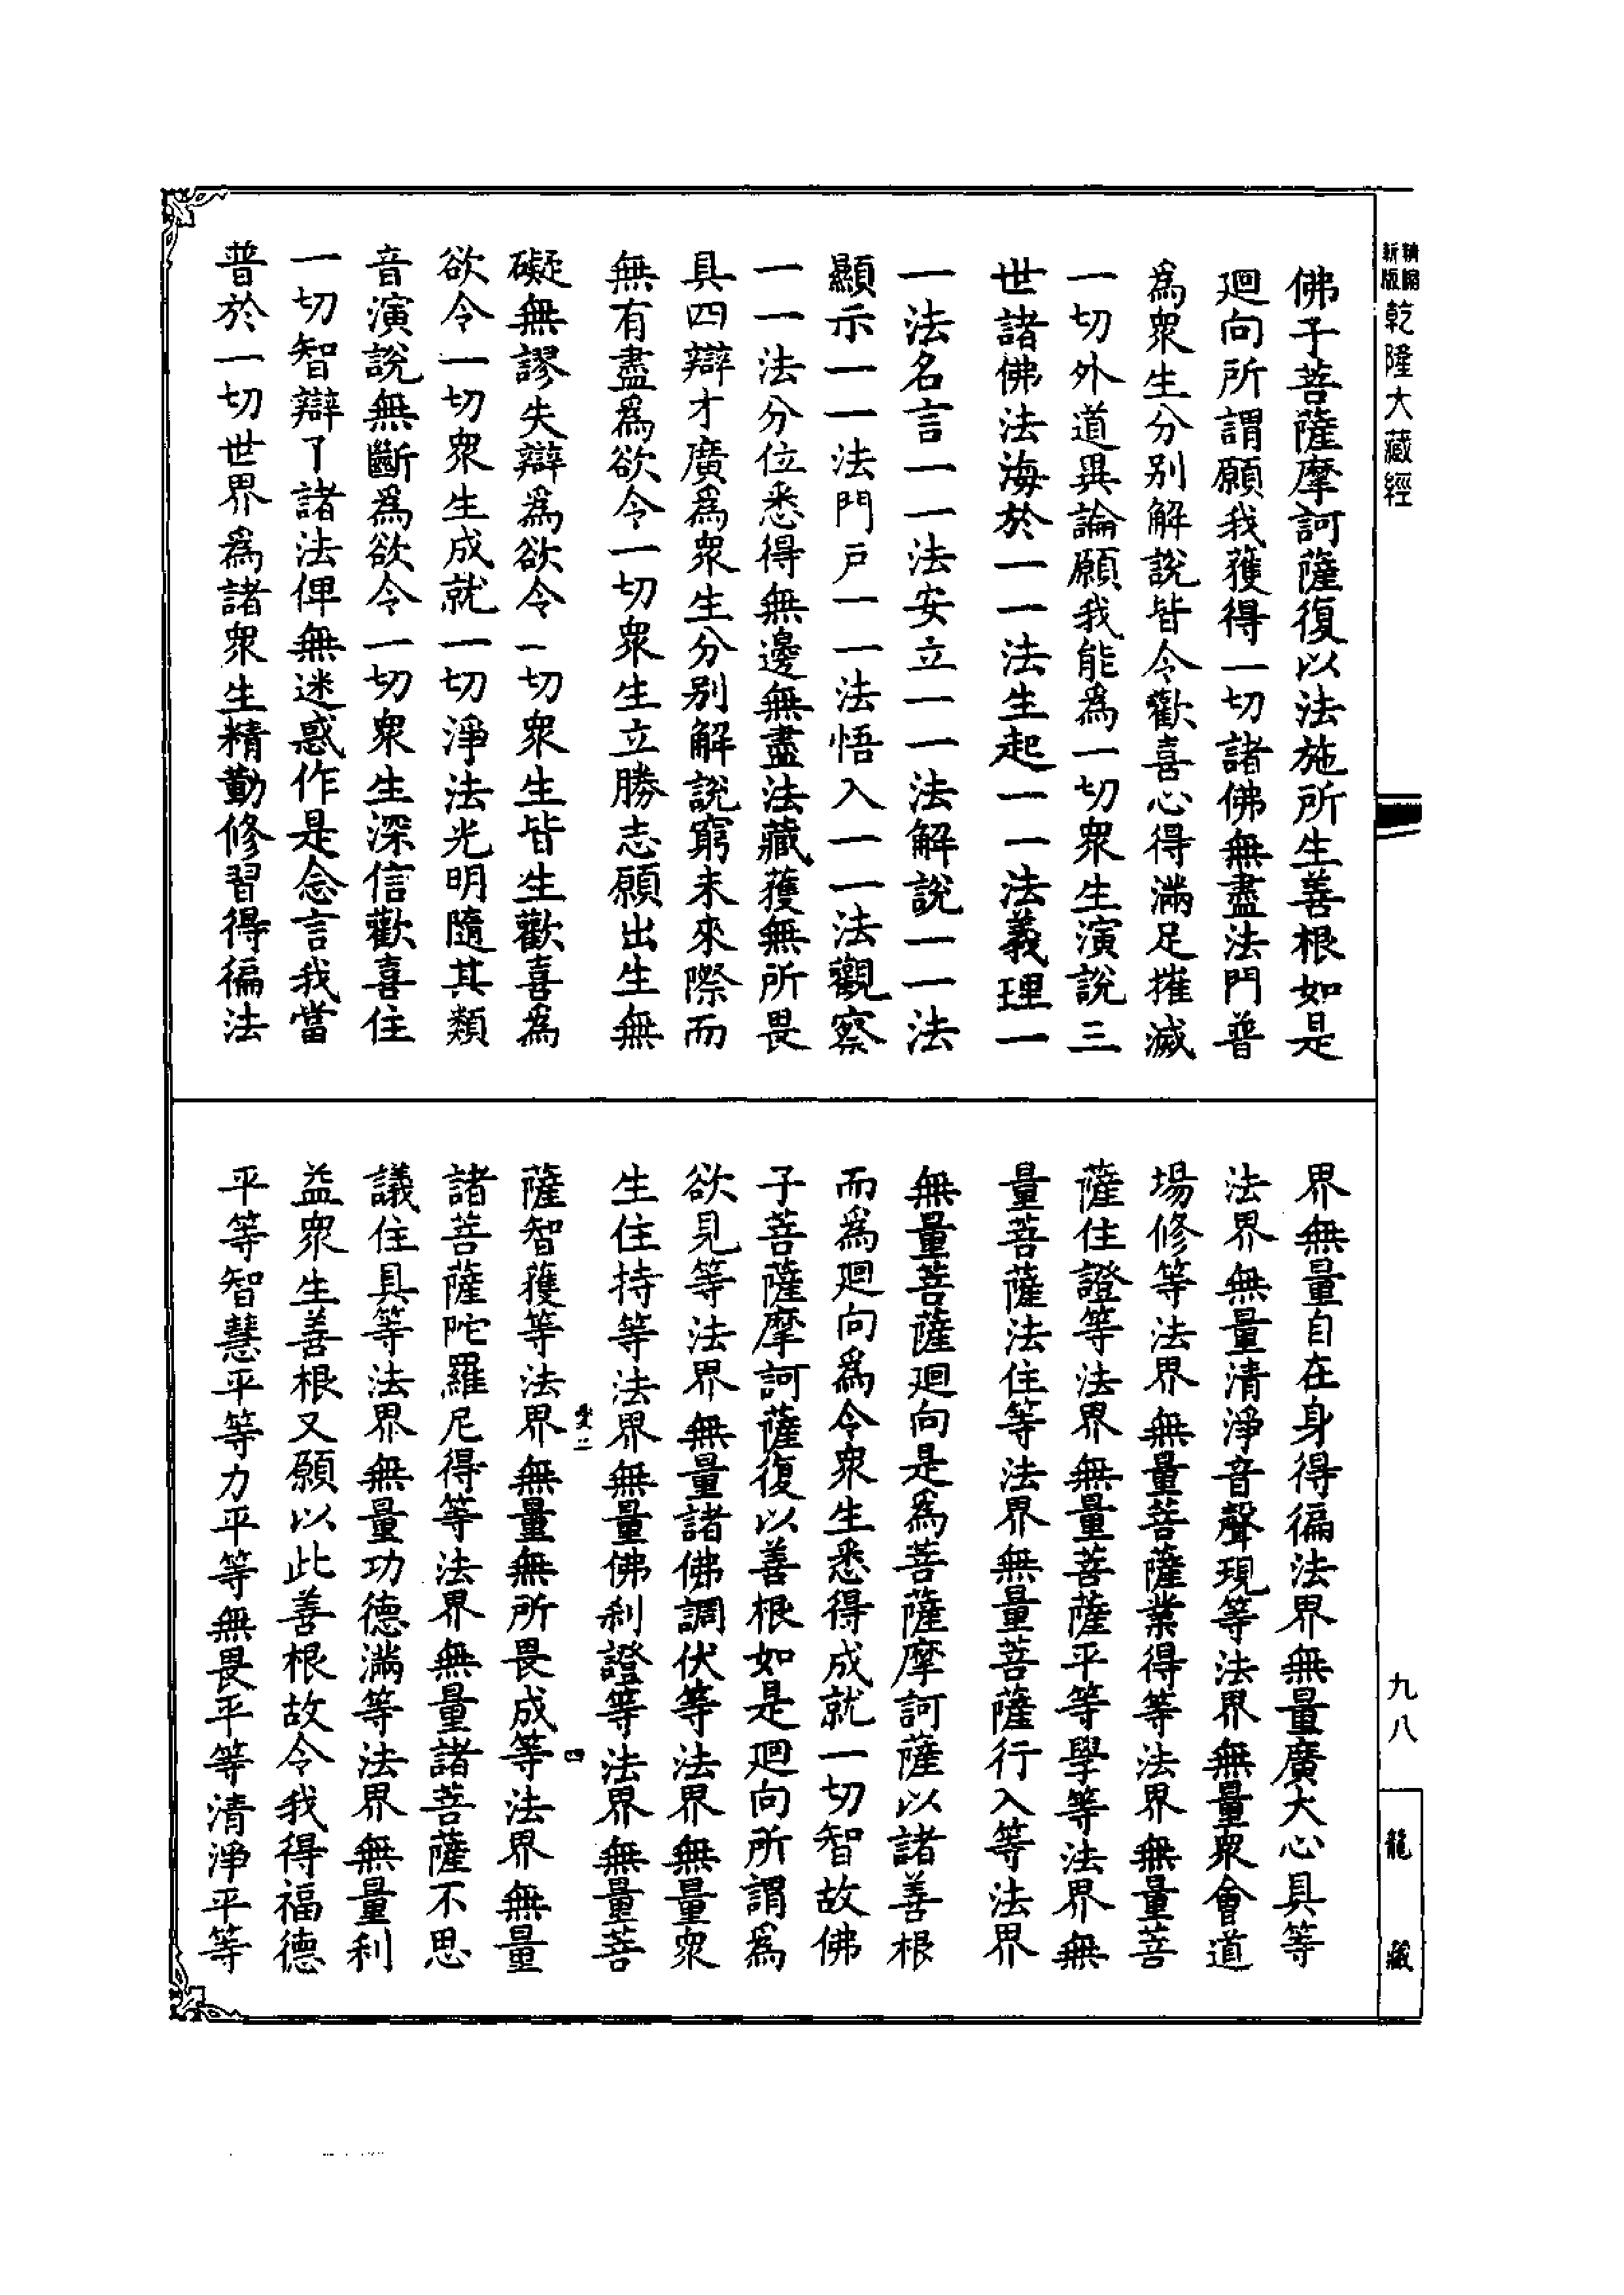 精縮新版
乾隆大藏經
佛子菩薩摩訶薩復以法施所生善根如是
迴向所謂願我獲得一切諸佛無盡法門普
為衆生分别解說皆令歡喜心得滿足摧滅
一切外道異論願我能為一切衆生演說三
世諸佛法海於一一法生起一一法義理一
一法名言一一法安立一一法解說一一法
顯示一一法門戶一一法悟入一一法觀察
一一法分位悉得無邊無盡法藏獲無所畏
具四辯才廣為衆生分别解說窮未來際而
無有盡為欲令一切衆生立勝志願出生無
礙無謬失辯為欲令一切衆生皆生歡喜為
欲令一切衆生成就一切淨法光明隨其類
音演說無斷為欲令一切衆生深信歡喜住
一切智辯了諸法俾無迷惑作是念言我當
普於一切世界為諸衆生精勤修習得徧法
界無量自在身得徧法界無量廣大心具等
法界無量清淨音聲現等法界無量衆會道
場修等法界無量菩薩業得等法界無量菩
薩住證等法界無量菩薩平等學等法界無
量菩薩法住等法界無量菩薩行入等法界
無量菩薩迴向是為菩薩摩訶薩以諸善根
而為迴向為令衆生悉得成就一切智故佛
子菩薩摩訶薩復以善根如是迴向所謂為
欲見等法界無量諸佛調伏等法界無量衆
生住持等法界無量佛刹證等法界無量菩
薩智獲等法界無量無所畏成等法界無量
諸菩薩陀羅尼得等法界無量諸菩薩不思
議住具等法界無量功德滿等法界無量利
益衆生善根又願以此善根故令我得福德
平等智慧平等力平等無畏平等清淨平等
二
四
九八
龍藏